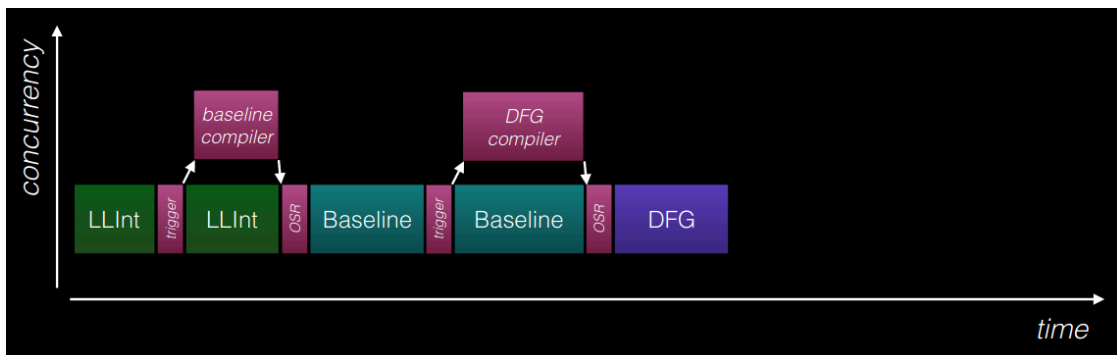 concurrency
baseline
compiler
DFG
compiler
LLInt
trigger
LLInt
OSR
Baseline
trigger
Baseline
OSR
DFG
time